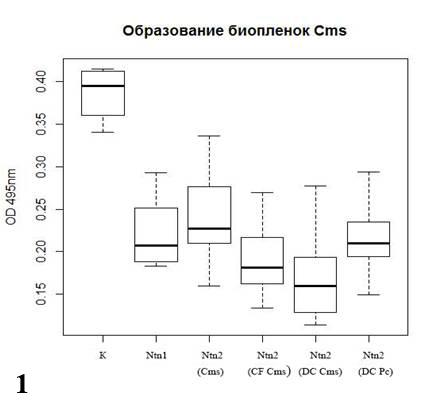 Образование биопленок Cms
OD 495nm
0.40
0.35
0.30
0.25
0.20
0.15
K Ntn1 Ntn2 Ntn2 Ntn2 Ntn2
(Cms) (CF Cms) (DC Cms) (DC Pc)
1